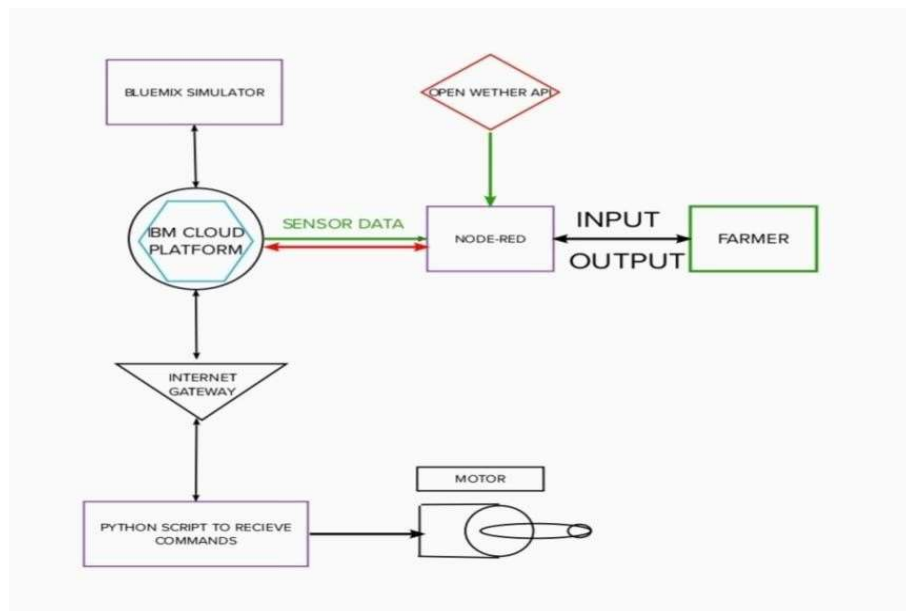 BLUEMIX SIMULATOR
OPEN WETHER API
IBM CLOUD
PLATFORM
SENSOR DATA
NODE-RED
INPUT
OUTPUT
FARMER
INTERNET
GATEWAY
MOTOR
PYTHON SCRIPT TO RECIEVE
COMMANDS